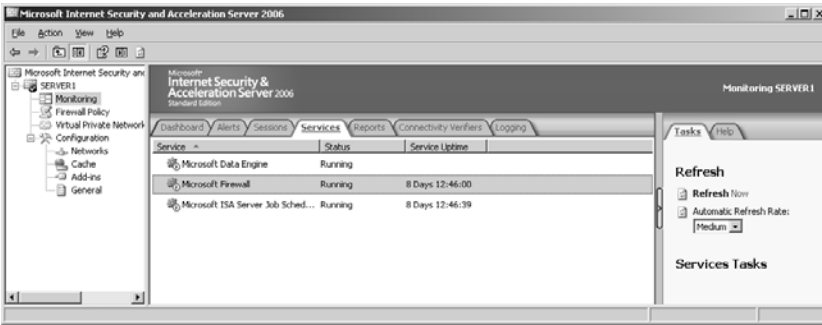 Microsoft Internet Security and Acceleration Server 2006
File Action View Help
Microsoft Internet Security and
SERVER1
Monitoring
Firewall Policy
Virtual Private Network
Configuration
Networks
Cache
Add-ins
General
Microsoft
Internet Security &
Acceleration Server 2006
Standard Edition
Monitoring SERVER1
Dashboard Alerts Sessions Services Reports Connectivity Verifiers Logging
Service Status Service Uptime
Microsoft Data Engine Running
Microsoft Firewall Running 8 Days 12:46:00
Microsoft ISA Server Job Sched... Running 8 Days 12:46:39
Tasks Help
Refresh
Refresh Now
Automatic Refresh Rate:
Medium
Services Tasks